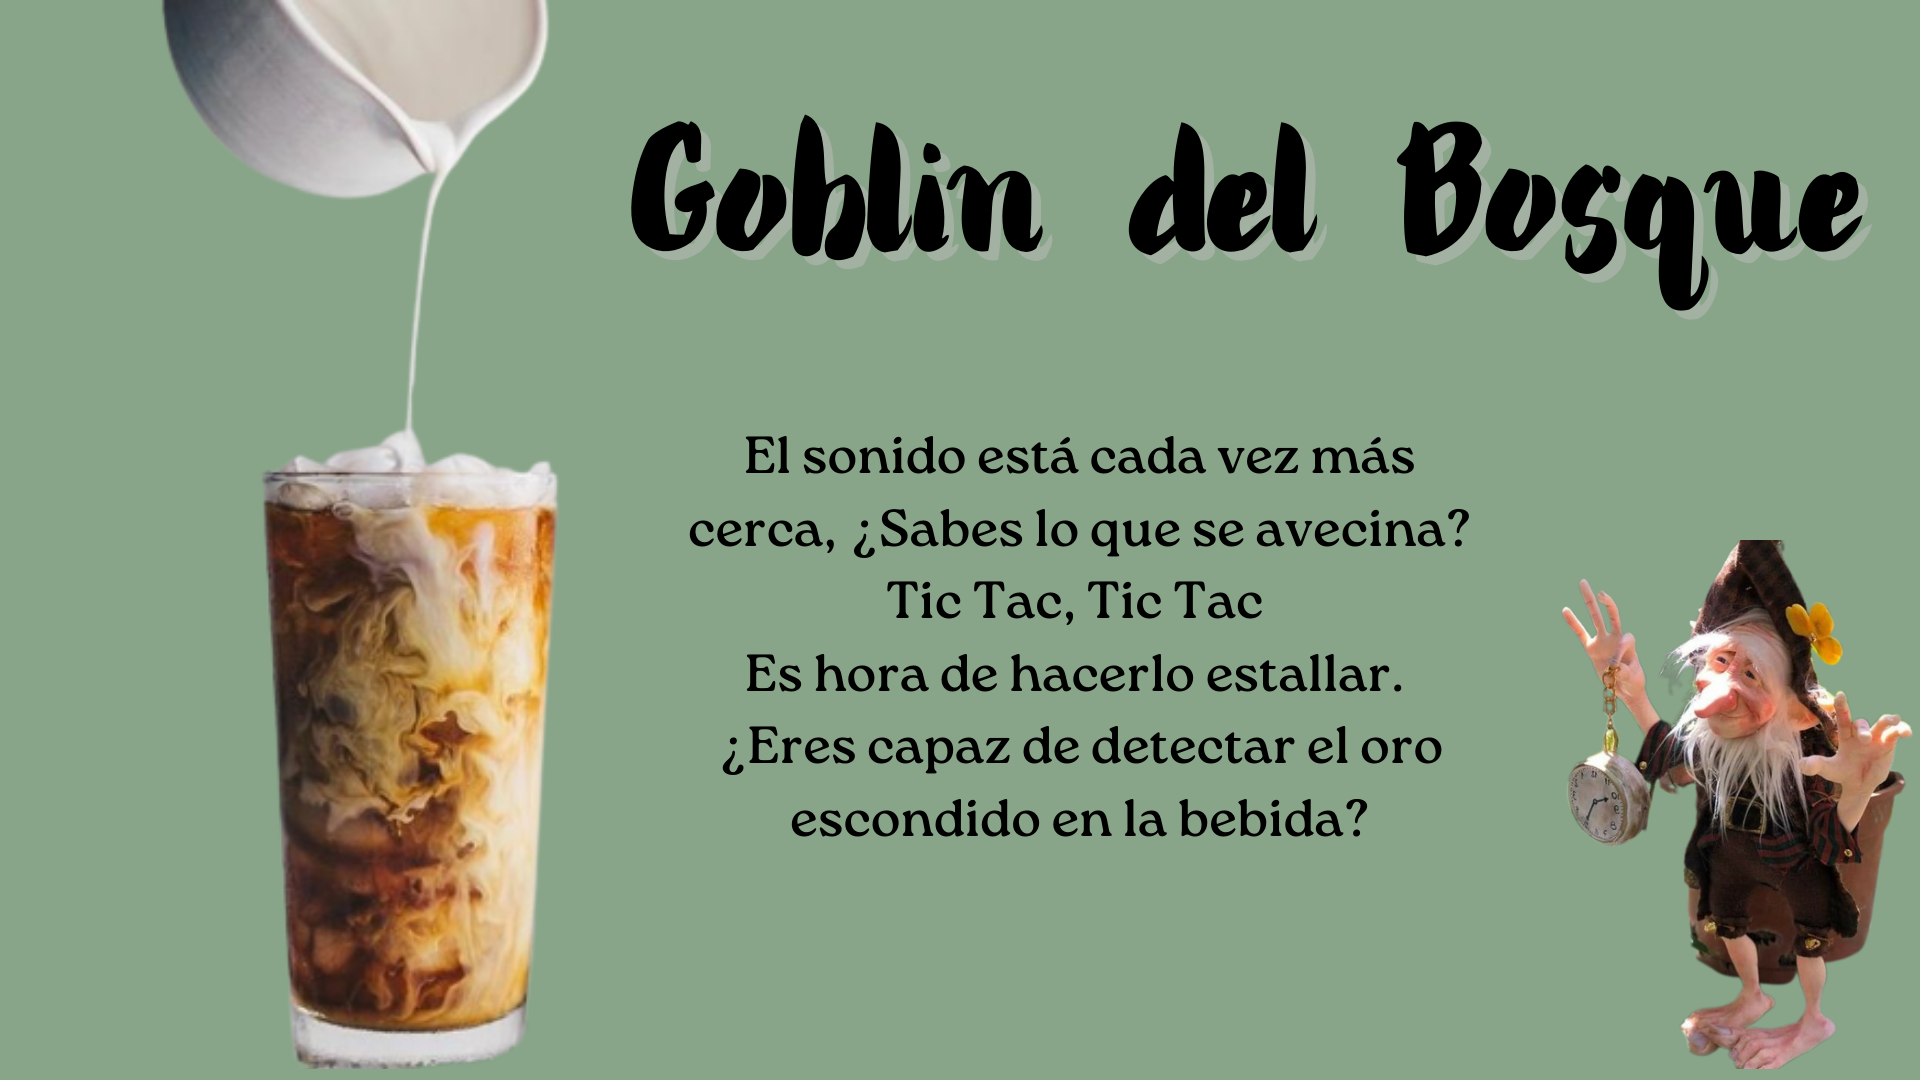 Goblin del Bosque
El sonido está cada vez más
cerca, ¿Sabes lo que se avecina?
Tic Tac, Tic Tac
Es hora de hacerlo estallar.
¿Eres capaz de detectar el oro
escondido en la bebida?